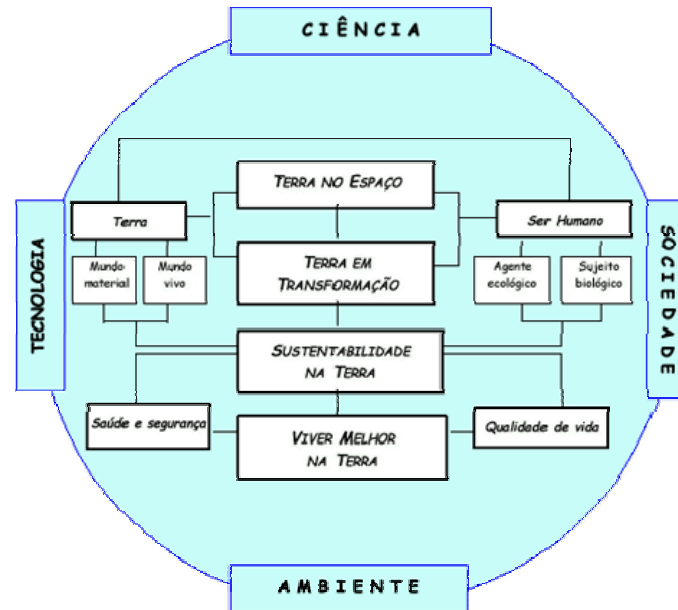 CIÊNCIA
TERRA NO ESPAÇO
Terra
Ser Humano
TECNOLOGIA
SOCIEDADE
Mundo
material
Mundo
vivo
TERRA EM
TRANSFORMAÇÃO
Agente
ecológico
Sujeito
biológico
SUSTENTABILIDADE
NA TERRA
Saúde e segurança
VIVER MELHOR
NA TERRA
Qualidade de vida
AMBIENTE